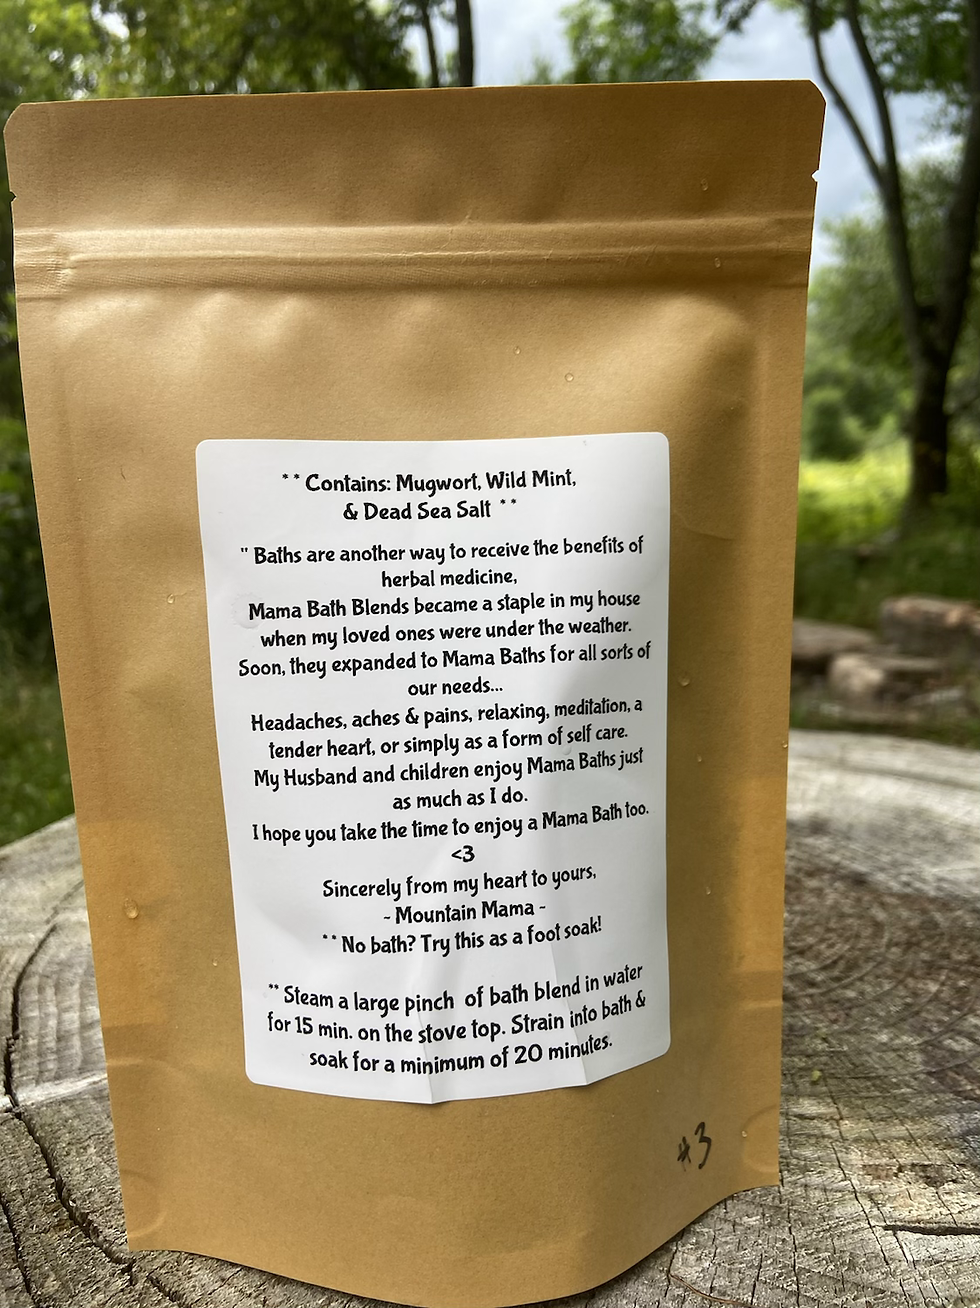 ** Contains: Mugwort, Wild Mint,
& Dead Sea Salt **
" Baths are another way to receive the benefits of
herbal medicine,
Mama Bath Blends became a staple in my house
when my loved ones were under the weather.
Soon, they expanded to Mama Baths for all sorts of
our needs...
Headaches, aches & pains, relaxing, meditation, a
tender heart, or simply as a form of self care.
My Husband and children enjoy Mama Baths just
as much as I do.
I hope you take the time to enjoy a Mama Bath too.
<3
Sincerely from my heart to yours,
- Mountain Mama -
** No bath? Try this as a foot soak!
** Steam a large pinch of bath blend in water
for 15 min. on the stove top. Strain into bath &
soak for a minimum of 20 minutes.
#3